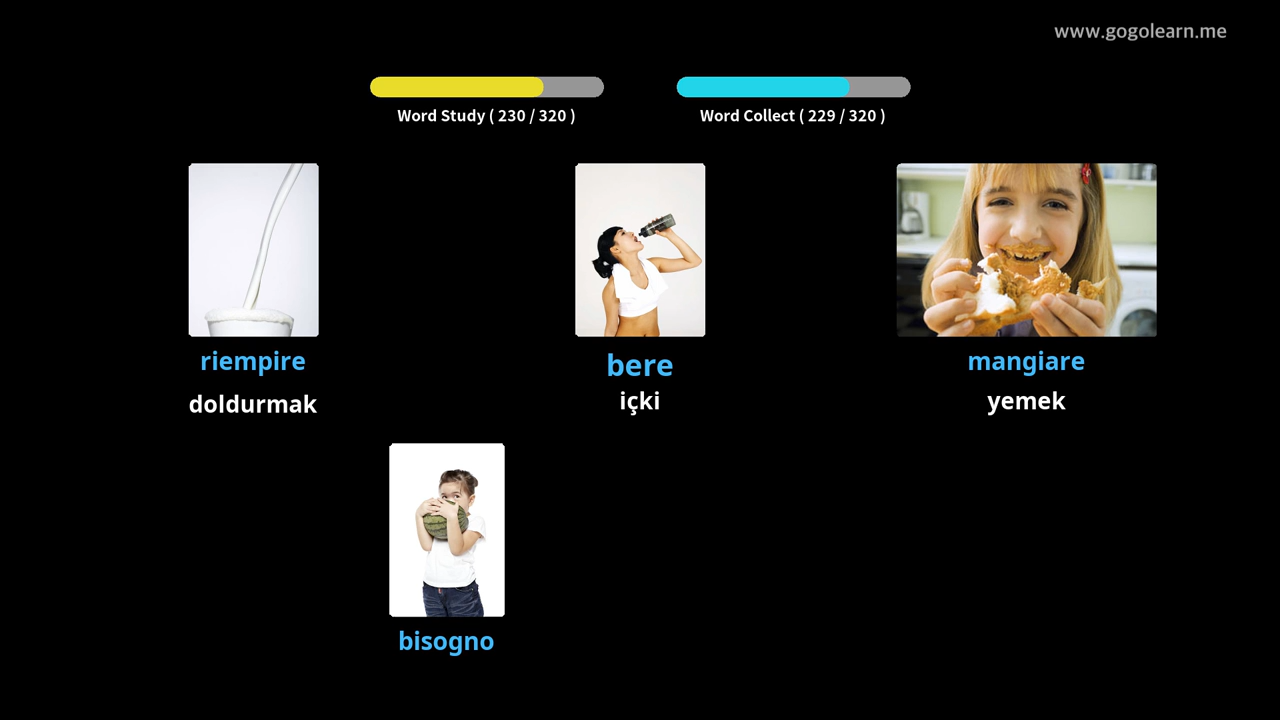 www.gogolearn.me
Word Study ( 230 / 320 )
Word Collect ( 229 / 320 )
riempire
bere
mangiare
doldurmak
içki
yemek
bisogno